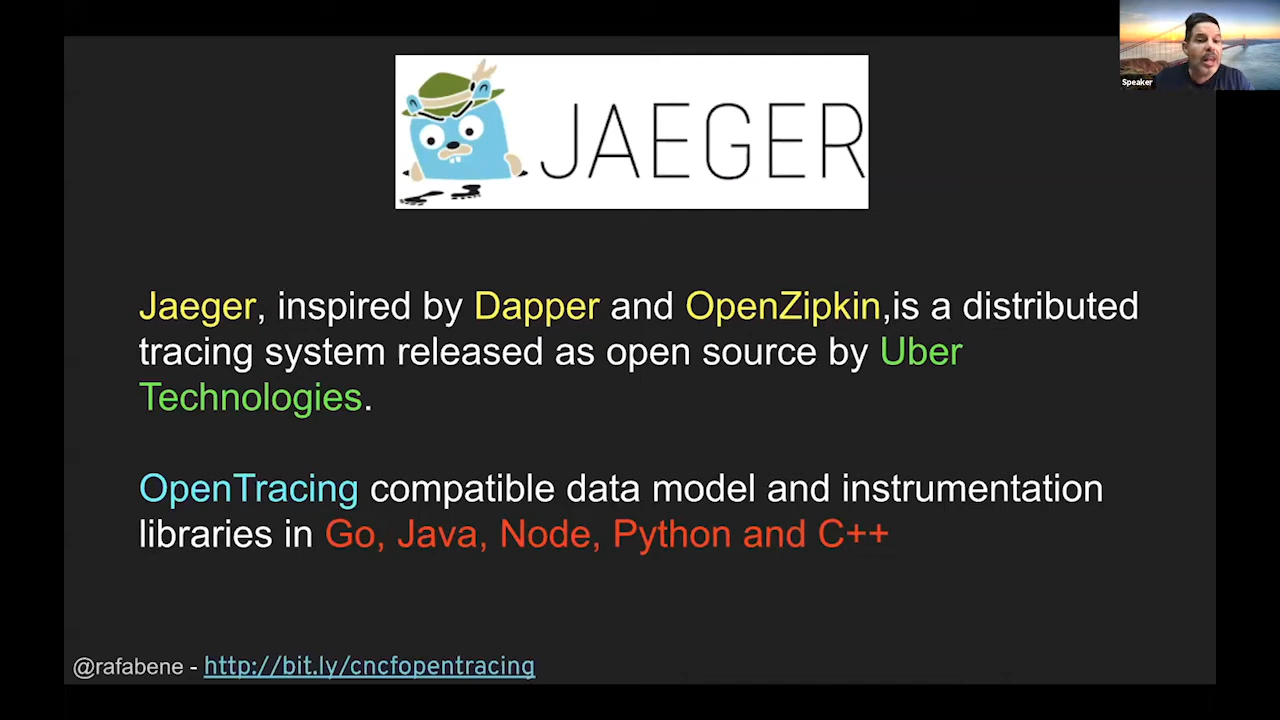 Speaker
JAEGER
Jaeger, inspired by Dapper and OpenZipkin,is a distributed
tracing system released as open source by Uber
Technologies.
OpenTracing compatible data model and instrumentation
libraries in Go, Java, Node, Python and C++
@rafabene - http://bit.ly/cncfopentracing